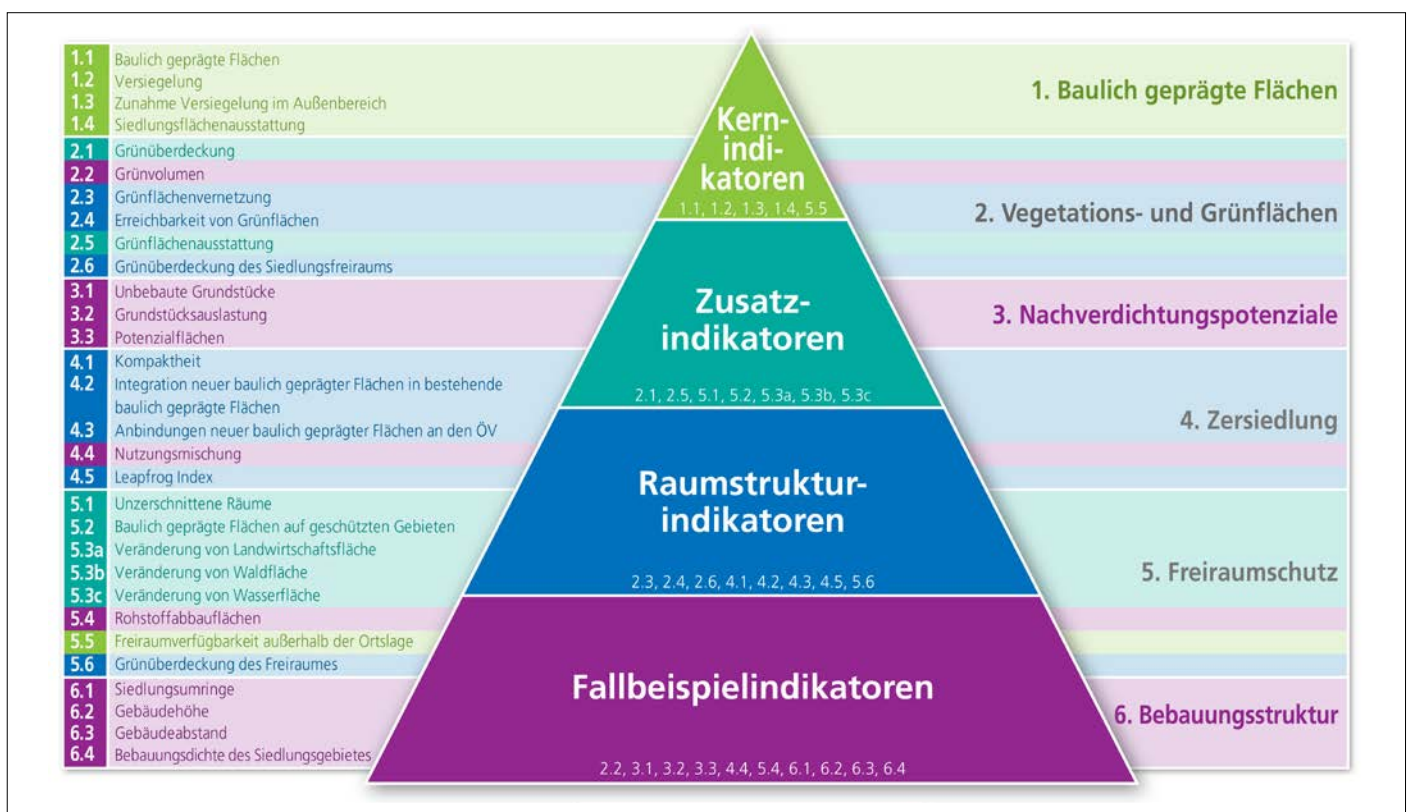 1.1 Baulich geprägte Flächen
1.2 Versiegelung
1.3 Zunahme Versiegelung im Außenbereich
1.4 Siedlungsflächenausstattung
1. Baulich geprägte Flächen
2.1 Grünüberdeckung
2.2 Grünvolumen
2.3 Grünflächenvernetzung
2.4 Erreichbarkeit von Grünflächen
2.5 Grünflächenausstattung
2.6 Grünüberdeckung des Siedlungsfreiraums
2. Vegetations- und Grünflächen
3.1 Unbebaute Grundstücke
3.2 Grundstücksauslastung
3.3 Potenzialflächen
3. Nachverdichtungspotenziale
4.1 Kompaktheit
4.2 Integration neuer baulich geprägter Flächen in bestehende
baulich geprägte Flächen
4.3 Anbindungen neuer baulich geprägter Flächen an den ÖV
4.4 Nutzungsmischung
4.5 Leapfrog Index
4. Zersiedlung
5.1 Unzerschnittene Räume
5.2 Baulich geprägte Flächen auf geschützten Gebieten
5.3a Veränderung von Landwirtschaftsfläche
5.3b Veränderung von Waldfläche
5.3c Veränderung von Wasserfläche
5.4 Rohstoffabbauflächen
5.5 Freiraumverfügbarkeit außerhalb der Ortslage
5.6 Grünüberdeckung des Freiraumes
5. Freiraumschutz
6.1 Siedlungsumringe
6.2 Gebäudehöhe
6.3 Gebäudeabstand
6.4 Bebauungsdichte des Siedlungsgebietes
6. Bebauungsstruktur
Kern-
indi-
katoren
1.1, 1.2, 1.3, 1.4, 5.5
Zusatz-
indikatoren
2.1, 2.5, 5.1, 5.2, 5.3a, 5.3b, 5.3c
Raumstruktur-
indikatoren
2.3, 2.4, 2.6, 4.1, 4.2, 4.3, 4.5, 5.6
Fallbeispielindikatoren
2.2, 3.1, 3.2, 3.3, 4.4, 5.4, 6.1, 6.2, 6.3, 6.4